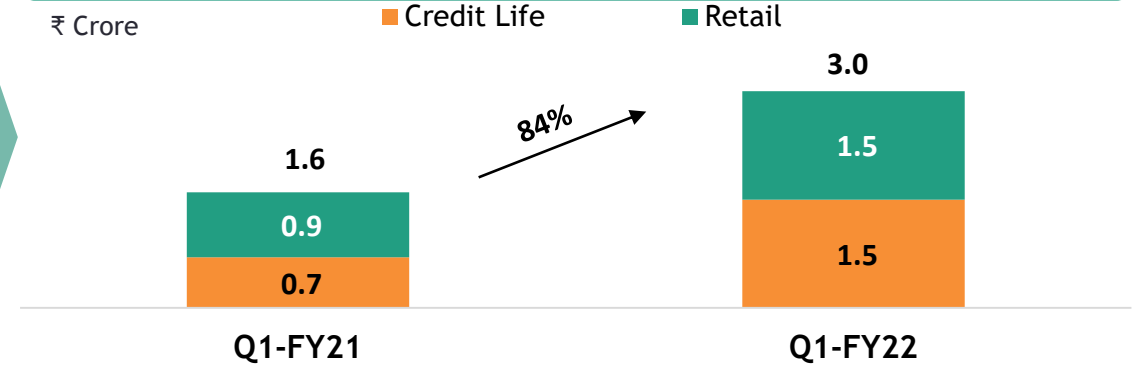 ₹ Crore
Credit Life
Retail
3.0
84%
1.6
1.5
0.9
1.5
0.7
Q1-FY21
Q1-FY22